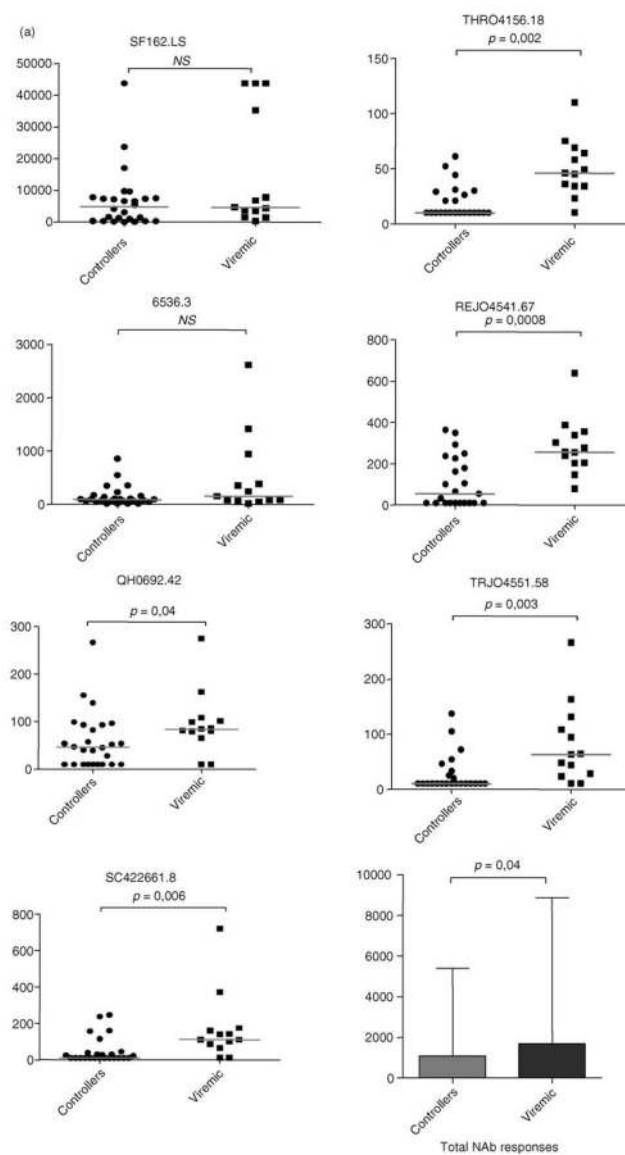 (a)
SF162.LS
NS
50000
40000
30000
20000
10000
0
Controllers
Viremic
THRO4156.18
p = 0,002
150
100
50
0
Controllers
Viremic
6536.3
NS
3000
2000
1000
0
Controllers
Viremic
REJO4541.67
p = 0,0008
800
600
400
200
0
Controllers
Viremic
QH0692.42
p = 0,04
300
200
100
0
Controllers
Viremic
TRJO4551.58
p = 0,003
300
200
100
0
Controllers
Viremic
SC422661.8
p = 0,006
800
600
400
200
0
Controllers
Viremic
p = 0,04
10000
8000
6000
4000
2000
0
Controllers
Viremic
Total NAb responses